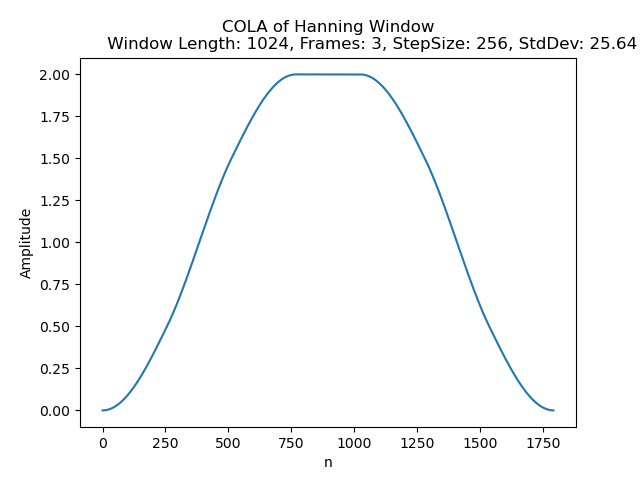 COLA of Hanning Window
Window Length: 1024, Frames: 3, StepSize: 256, StdDev: 25.64
2.00
1.75
1.50
1.25
1.00
0.75
0.50
0.25
0.00
Amplitude
0 250 500 750 1000 1250 1500 1750
n